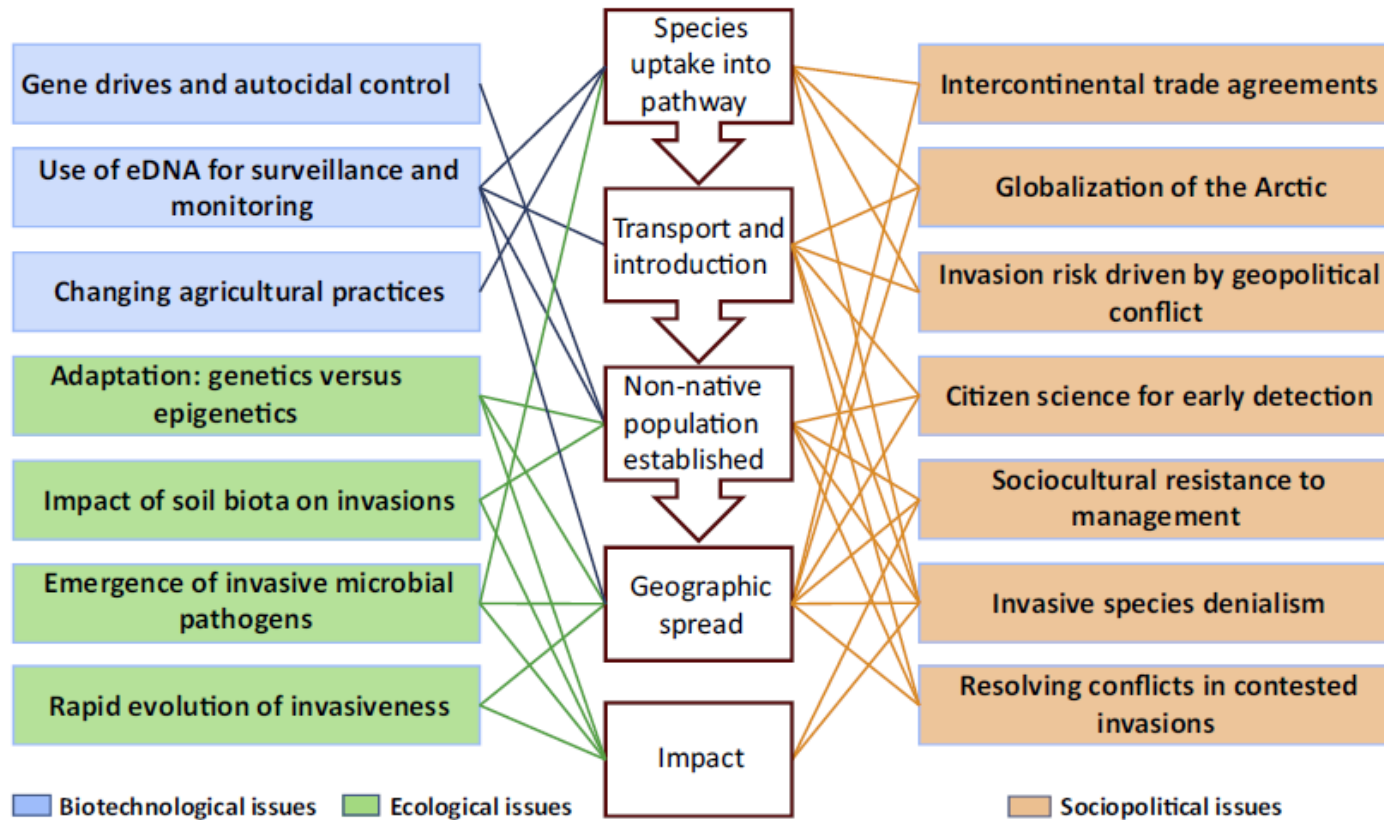 Gene drives and autocidal control
Use of eDNA for surveillance and
monitoring
Changing agricultural practices
Adaptation: genetics versus
epigenetics
Impact of soil biota on invasions
Emergence of invasive microbial
pathogens
Rapid evolution of invasiveness
Species
uptake into
pathway
Transport and
introduction
Non-native
population
established
Geographic
spread
Impact
Intercontinental trade agreements
Globalization of the Arctic
Invasion risk driven by geopolitical
conflict
Citizen science for early detection
Sociocultural resistance to
management
Invasive species denialism
Resolving conflicts in contested
invasions
Biotechnological issues
Ecological issues
Sociopolitical issues